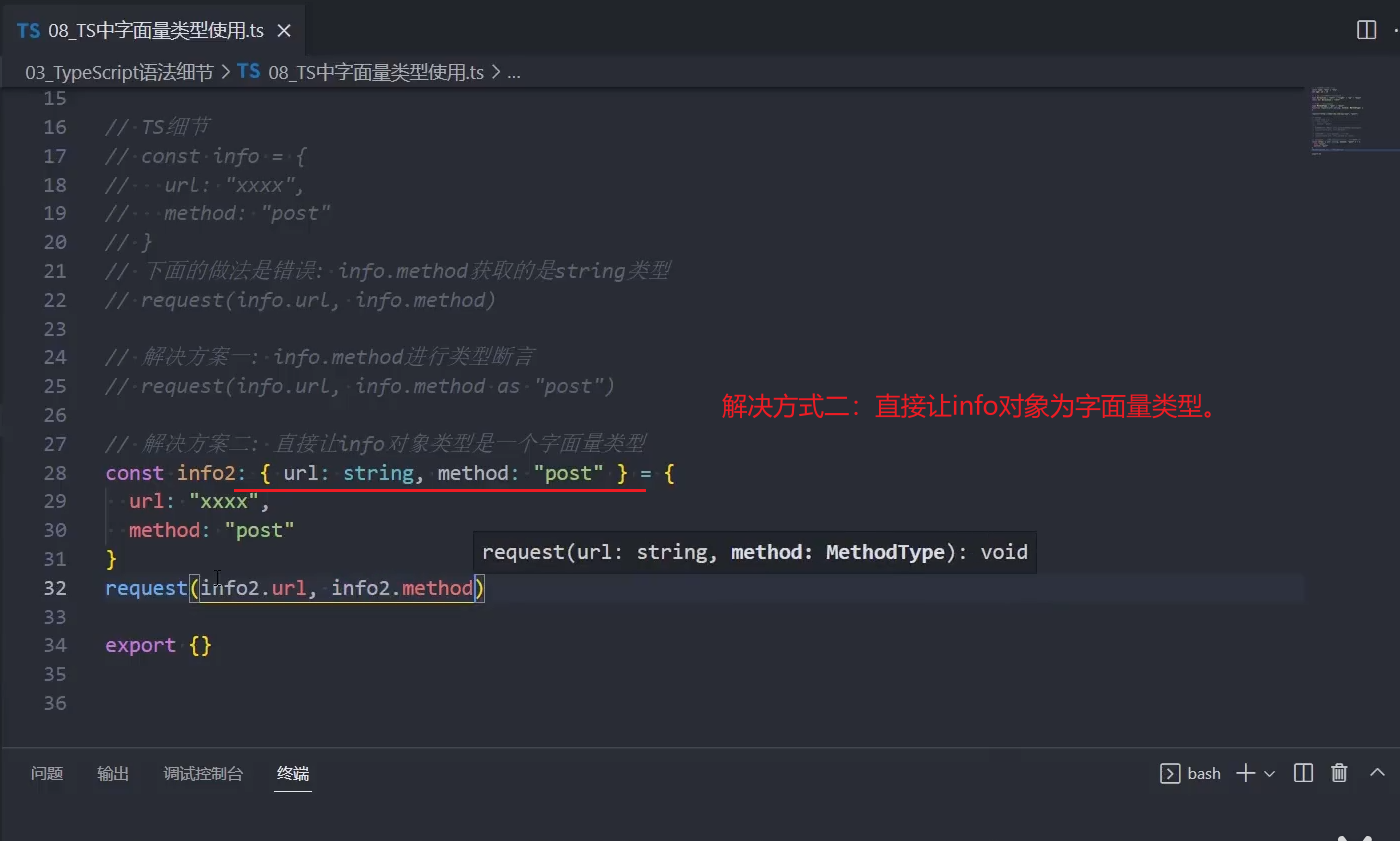 TS 08_TS中字面量类型使用.ts ×
03_TypeScript语法细节 > TS 08_TS中字面量类型使用.ts > ...
15
16 // TS细节
17 // const info = {
18 //   url: "xxxx",
19 //   method: "post"
20 // }
21 // 下面的做法是错误: info.method获取的是string类型
22 // request(info.url, info.method)
23
24 // 解决方案一: info.method进行类型断言
25 // request(info.url, info.method as "post")
26
解决方式二：直接让info对象为字面量类型。
27 // 解决方案二: 直接让info对象类型是一个字面量类型
28 const info2: { url: string, method: "post" } = {
29   url: "xxxx",
30   method: "post"
request(url: string, method: MethodType): void
31 }
32 request(info2.url, info2.method)
33
34 export {}
35
36
问题 输出 调试控制台 终端 bash